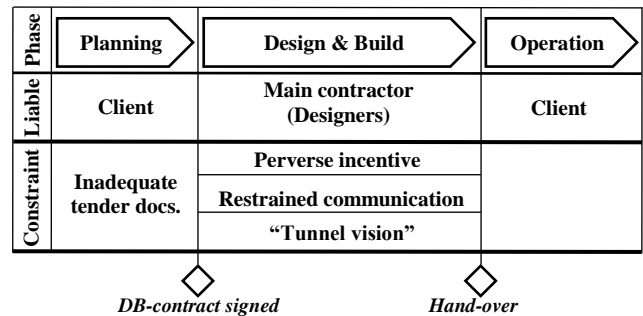 Phase
Planning
Design & Build
Operation
Liable
Client
Main contractor
(Designers)
Client
Constraint
Inadequate
tender docs.
Perverse incentive
Restrained communication
“Tunnel vision”
DB-contract signed
Hand-over